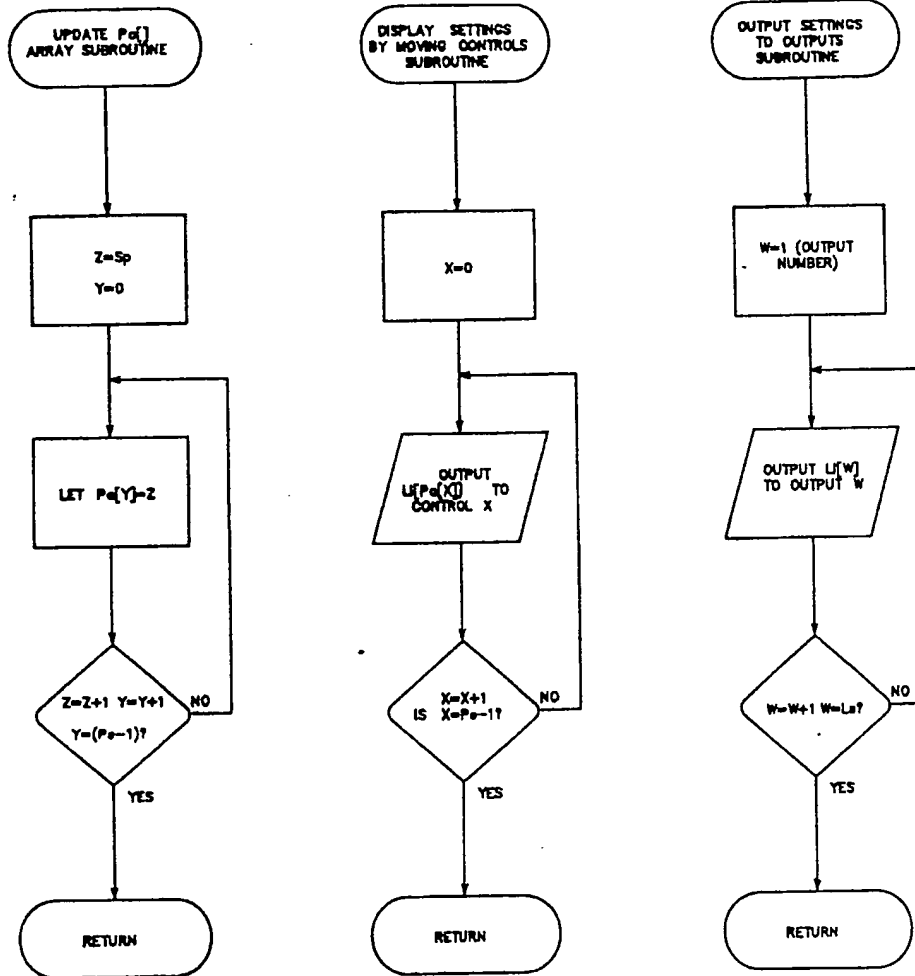 UPDATE Pa[]
ARRAY SUBROUTINE
Z=Sp
Y=0
LET Pa[Y]=Z
Z=Z+1 Y=Y+1
Y=(Pe-1)?
NO
YES
RETURN
DISPLAY SETTINGS
BY MOVING CONTROLS
SUBROUTINE
X=0
OUTPUT
LI[Pa[X]] TO
CONTROL X
X=X+1
IS X=Pe-1?
NO
YES
RETURN
OUTPUT SETTINGS
TO OUTPUTS
SUBROUTINE
W=1 (OUTPUT
NUMBER)
OUTPUT LI[W]
TO OUTPUT W
W=W+1 W=La?
NO
YES
RETURN